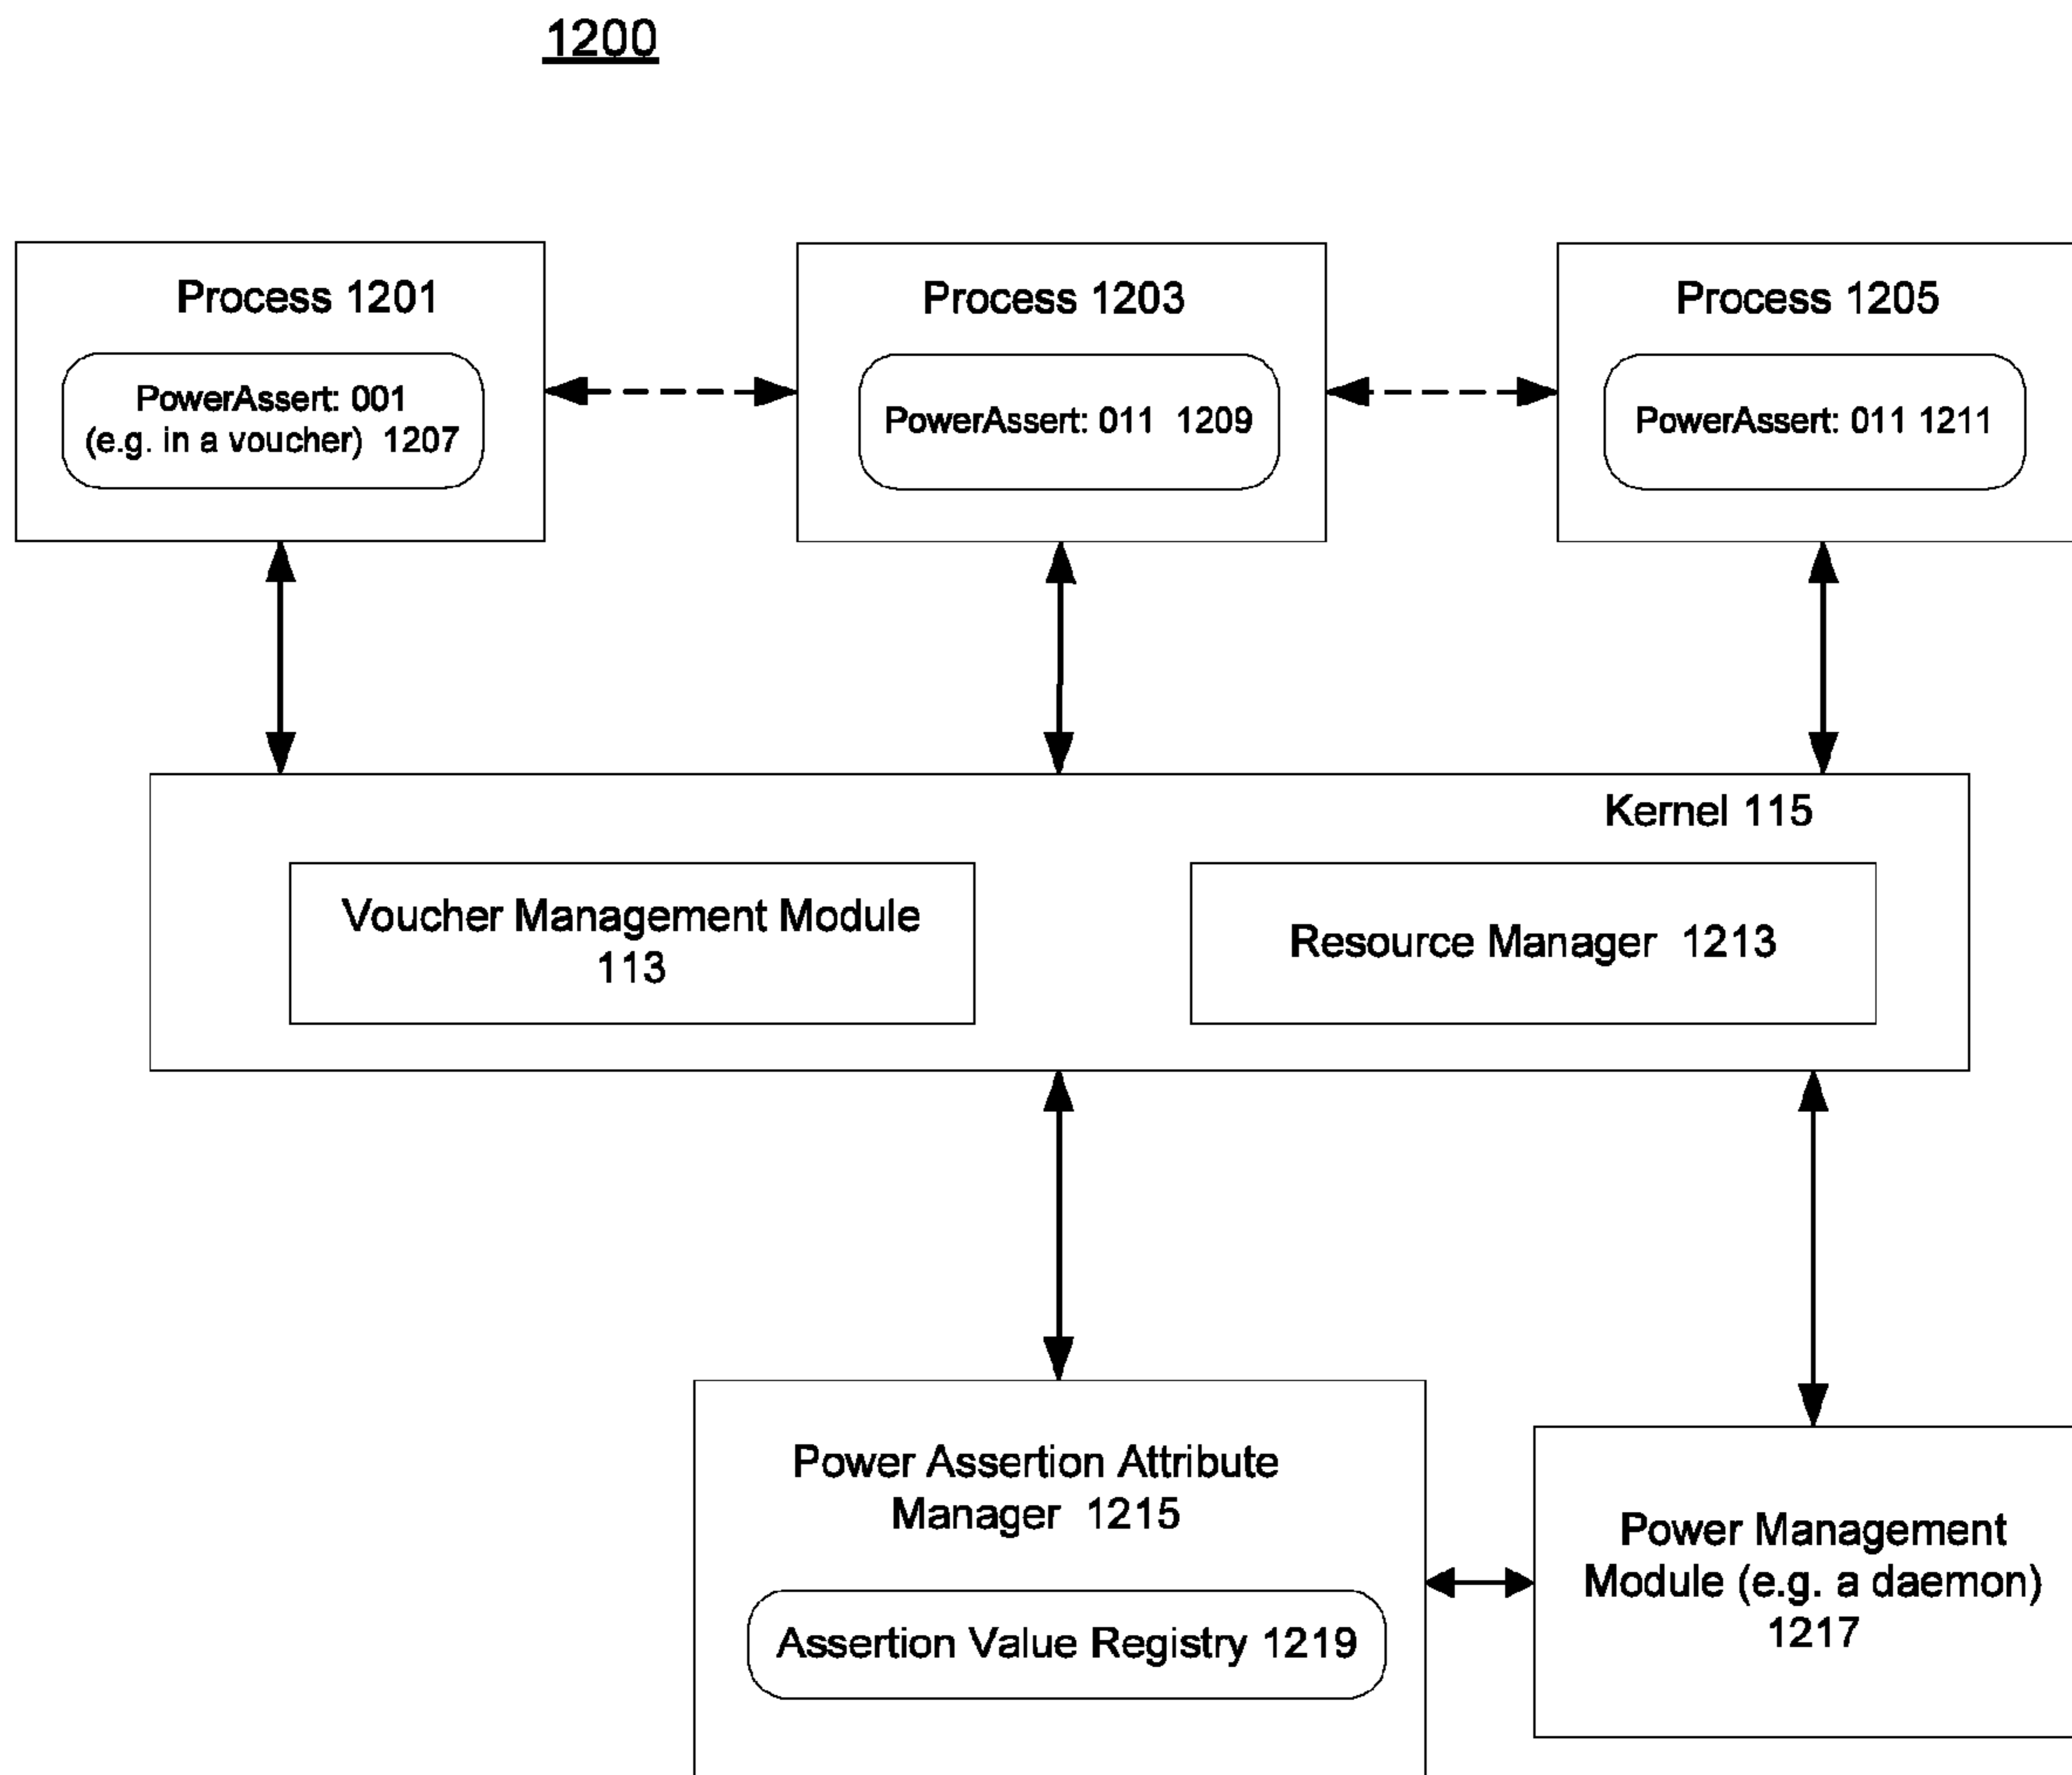 1200
Process 1201
PowerAssert: 001
(e.g. in a voucher) 1207
Process 1203
PowerAssert: 011 1209
Process 1205
PowerAssert: 011 1211
Kernel 115
Voucher Management Module
113
Resource Manager 1213
Power Assertion Attribute
Manager 1215
Assertion Value Registry 1219
Power Management
Module (e.g. a daemon)
1217